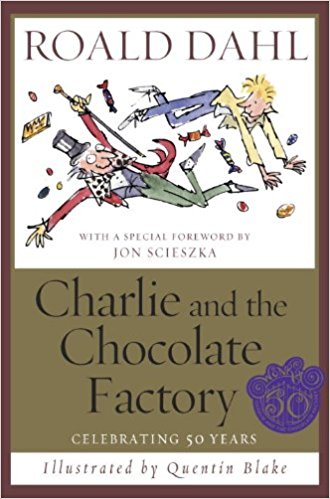 ROALD DAHL
WITH A SPECIAL FOREWORD BY
JON SCIESZKA
Charlie and the
Chocolate
Factory
50
CELEBRATING 50 YEARS
Illustrated by Quentin Blake